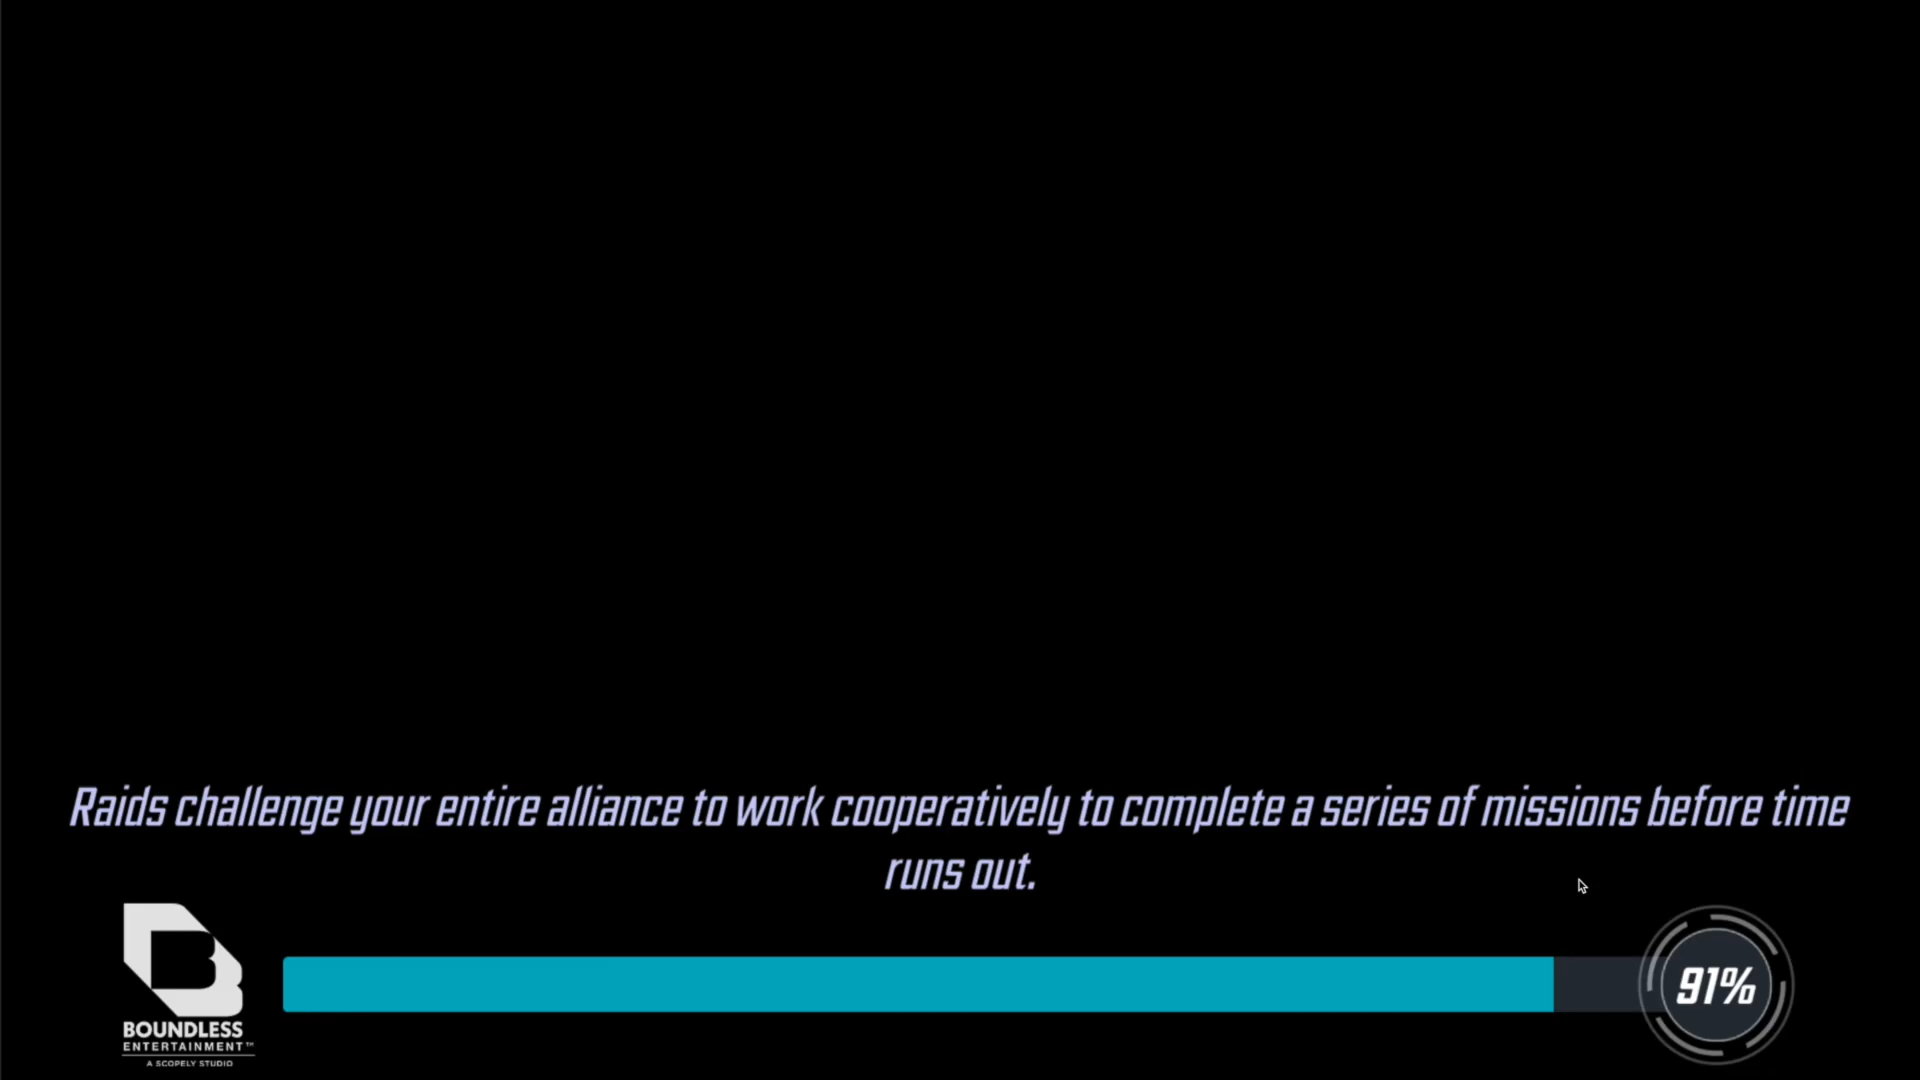 Raids challenge your entire alliance to work cooperatively to complete a series of missions before time
runs out.
91%
BOUNDLESS
ENTERTAINMENT™
A SCOPELY STUDIO